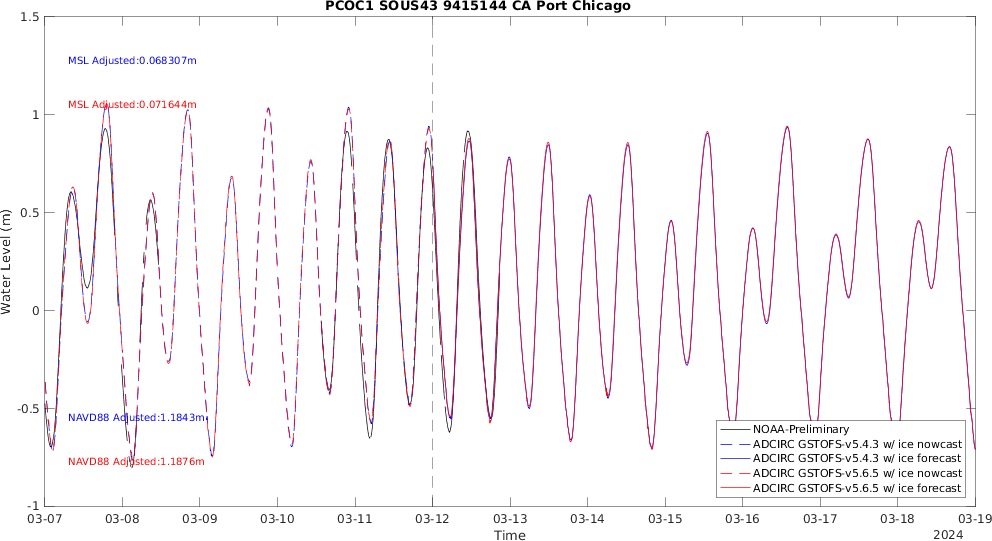 PCOC1 SOUS43 9415144 CA Port Chicago
1.5
MSL Adjusted:0.068307m
MSL Adjusted:0.071644m
1
0.5
Water Level (m)
0
-0.5
NAVD88 Adjusted:1.1843m
NAVD88 Adjusted:1.1876m
NOAA-Preliminary
ADCIRC GSTOFS-v5.4.3 w/ ice nowcast
ADCIRC GSTOFS-v5.4.3 w/ ice forecast
ADCIRC GSTOFS-v5.6.5 w/ ice nowcast
ADCIRC GSTOFS-v5.6.5 w/ ice forecast
-1
03-07 03-08 03-09 03-10 03-11 03-12 03-13 03-14 03-15 03-16 03-17 03-18 03-19
Time
2024